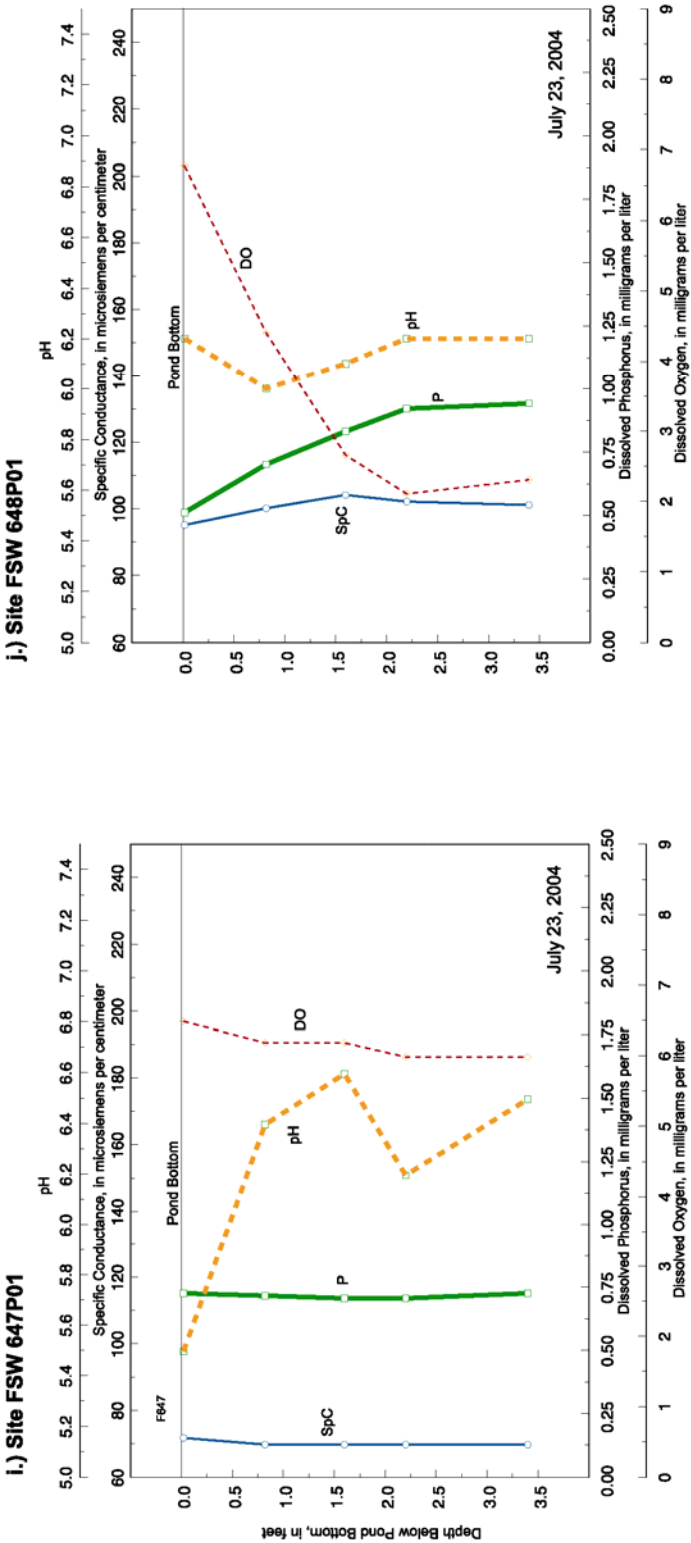 i.) Site FSW 647P01
pH
5.0 5.2 5.4 5.6 5.8 6.0 6.2 6.4 6.6 6.8 7.0 7.2 7.4
Specific Conductance, in microsiemens per centimeter
60 80 100 120 140 160 180 200 220 240
F647
Pond Bottom
Depth Below Pond Bottom, in feet
0.0
0.5
1.0
1.5
2.0
2.5
3.0
3.5
SpC
P
pH
DO
July 23, 2004
0.00 0.25 0.50 0.75 1.00 1.25 1.50 1.75 2.00 2.25 2.50
Dissolved Phosphorus, in milligrams per liter
0 1 2 3 4 5 6 7 8 9
Dissolved Oxygen, in milligrams per liter
j.) Site FSW 648P01
pH
5.0 5.2 5.4 5.6 5.8 6.0 6.2 6.4 6.6 6.8 7.0 7.2 7.4
Specific Conductance, in microsiemens per centimeter
60 80 100 120 140 160 180 200 220 240
Pond Bottom
0.0
0.5
1.0
1.5
2.0
2.5
3.0
3.5
DO
SpC
pH
P
July 23, 2004
0.00 0.25 0.50 0.75 1.00 1.25 1.50 1.75 2.00 2.25 2.50
Dissolved Phosphorus, in milligrams per liter
0 1 2 3 4 5 6 7 8 9
Dissolved Oxygen, in milligrams per liter